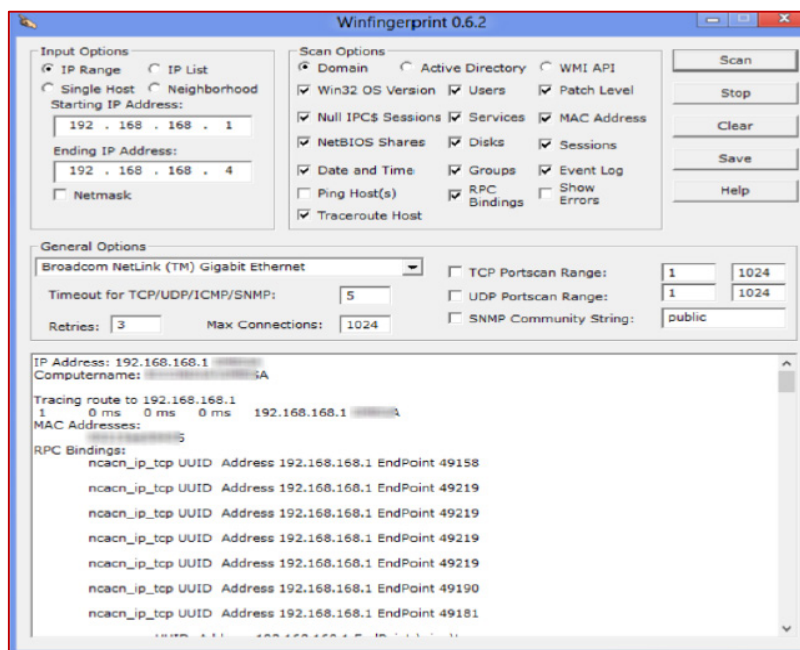 Winfingerprint 0.6.2
Input Options
IP Range IP List
Single Host Neighborhood
Starting IP Address:
192 . 168 . 168 . 1
Ending IP Address:
192 . 168 . 168 . 4
Netmask
Scan Options
Domain Active Directory WMI API
Win32 OS Version Users Patch Level
Null IPC$ Sessions Services MAC Address
NetBIOS Shares Disks Sessions
Date and Time Groups Event Log
Ping Host(s) RPC Bindings Show Errors
Traceroute Host
Scan
Stop
Clear
Save
Help
General Options
Broadcom NetLink (TM) Gigabit Ethernet
Timeout for TCP/UDP/ICMP/SNMP: 5
Retries: 3 Max Connections: 1024
TCP Portscan Range: 1 1024
UDP Portscan Range: 1 1024
SNMP Community String: public
IP Address: 192.168.168.1
Computername:
Tracing route to 192.168.168.1
1 0 ms 0 ms 0 ms 192.168.168.1
MAC Addresses:
RPC Bindings:
ncacn_ip_tcp UUID Address 192.168.168.1 EndPoint 49158
ncacn_ip_tcp UUID Address 192.168.168.1 EndPoint 49219
ncacn_ip_tcp UUID Address 192.168.168.1 EndPoint 49219
ncacn_ip_tcp UUID Address 192.168.168.1 EndPoint 49219
ncacn_ip_tcp UUID Address 192.168.168.1 EndPoint 49219
ncacn_ip_tcp UUID Address 192.168.168.1 EndPoint 49190
ncacn_ip_tcp UUID Address 192.168.168.1 EndPoint 49181